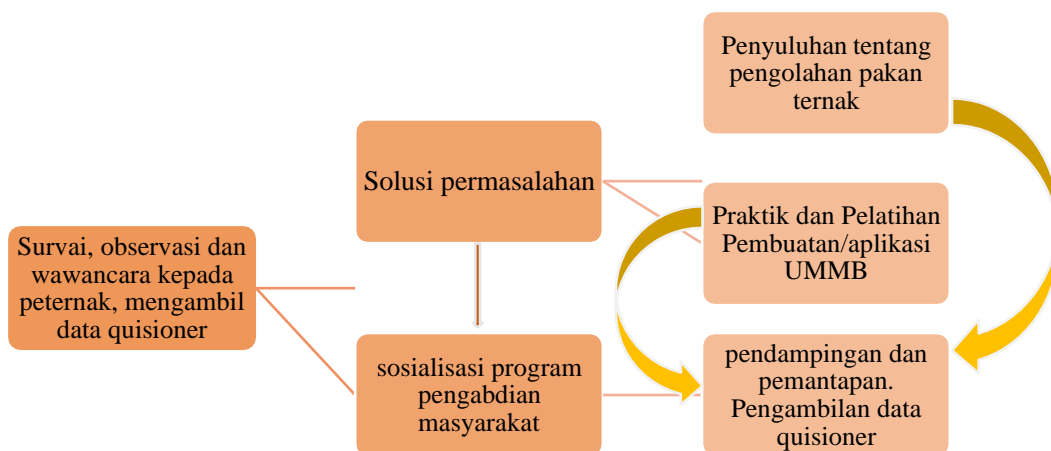 Survai, observasi dan
wawancara kepada
peternak, mengambil
data quisioner
Solusi permasalahan
sosialisasi program
pengabdian
masyarakat
Penyuluhan tentang
pengolahan pakan
ternak
Praktik dan Pelatihan
Pembuatan/aplikasi
UMMB
pendampingan dan
pemantapan.
Pengambilan data
quisioner